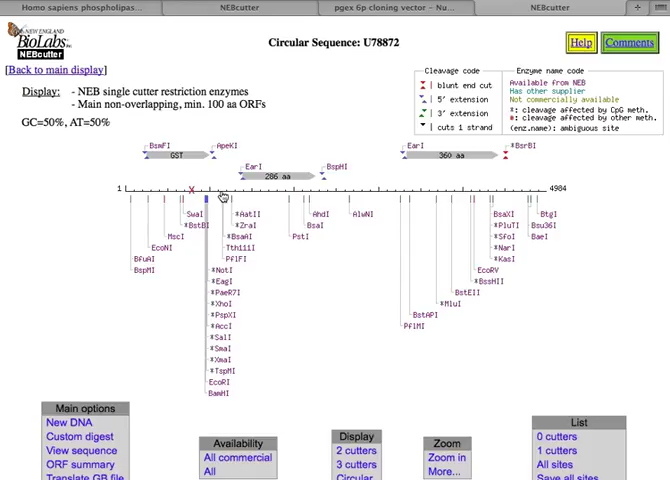 Homo sapiens phospholipas...
NEBcutter
pgex 6p cloning vector – Nu...
NEBcutter
NEW ENGLAND
BioLabs Inc
NEBcutter
Circular Sequence: U78872
Help
Comments
[Back to main display]
Display:
- NEB single cutter restriction enzymes
- Main non-overlapping, min. 100 aa ORFs
GC=50%, AT=50%
Cleavage code
blunt end cut
5' extension
3' extension
cuts 1 strand
Enzyme name code
Available from NEB
Has other supplier
Not commercially available
*: cleavage affected by CpG meth.
#: cleavage affected by other meth.
(enz.name): ambiguous site
BsmFI
ApeKI
EarI
*BsrBI
GST
360 aa
EarI
BspHI
286 aa
1
4984
SwaI
*BstBI
MscI
EcoNI
BfuAI
BspMI
*AatII
*ZraI
*BsaAI
Tth111I
PflFI
*NotI
*EagI
*PaeR7I
*XhoI
*PspXI
*AccI
*SalI
*SmaI
*XmaI
*TspMI
EcoRI
BamHI
AhdI
BsaI
PstI
AlwNI
BsaXI
*PluTI
*SfoI
*NarI
*KasI
EcoRV
*BssHII
BstEII
*MluI
BstAPI
PflMI
BtgI
Bsu36I
BaeI
Main options
New DNA
Custom digest
View sequence
ORF summary
Translate GB file
Availability
All commercial
All
Display
2 cutters
3 cutters
Circular
Zoom
Zoom in
More...
List
0 cutters
1 cutters
All sites
Save all sites